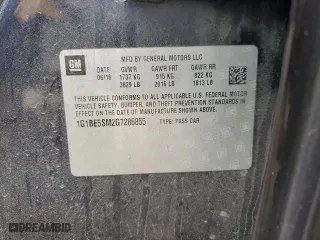 GM
MFD BY GENERAL MOTORS LLC
DATE GVWR GAWR FRT GAWR RR
06/16 1737 KG 915 KG 822 KG
3829 LB 2016 LB 1813 LB
THIS VEHICLE CONFORMS TO ALL APPLICABLE U.S. FEDERAL MOTOR
VEHICLE SAFETY, BUMPER, AND THEFT PREVENTION STANDARDS IN
EFFECT ON THE DATE OF MANUFACTURE SHOWN ABOVE.
1G1BE5SM2G7286855 TYPE: PASS CAR